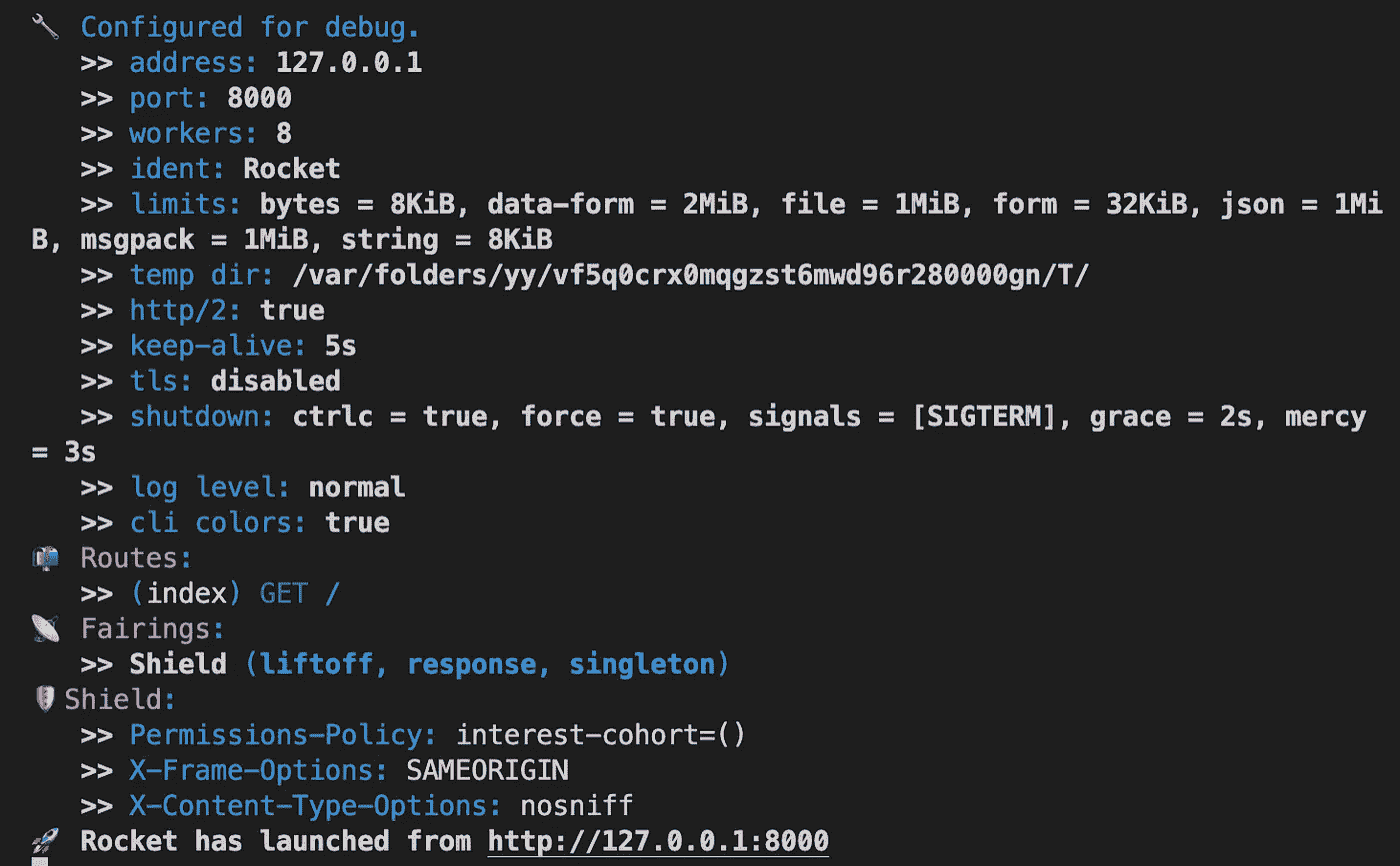 Configured for debug.
>> address: 127.0.0.1
>> port: 8000
>> workers: 8
>> ident: Rocket
>> limits: bytes = 8KiB, data-form = 2MiB, file = 1MiB, form = 32KiB, json = 1Mi
B, msgpack = 1MiB, string = 8KiB
>> temp dir: /var/folders/yy/vf5q0crx0mqgzst6mwd96r280000gn/T/
>> http/2: true
>> keep-alive: 5s
>> tls: disabled
>> shutdown: ctrlc = true, force = true, signals = [SIGTERM], grace = 2s, mercy
= 3s
>> log level: normal
>> cli colors: true
Routes:
>> (index) GET /
Fairings:
>> Shield (liftoff, response, singleton)
Shield:
>> Permissions-Policy: interest-cohort=()
>> X-Frame-Options: SAMEORIGIN
>> X-Content-Type-Options: nosniff
Rocket has launched from http://127.0.0.1:8000